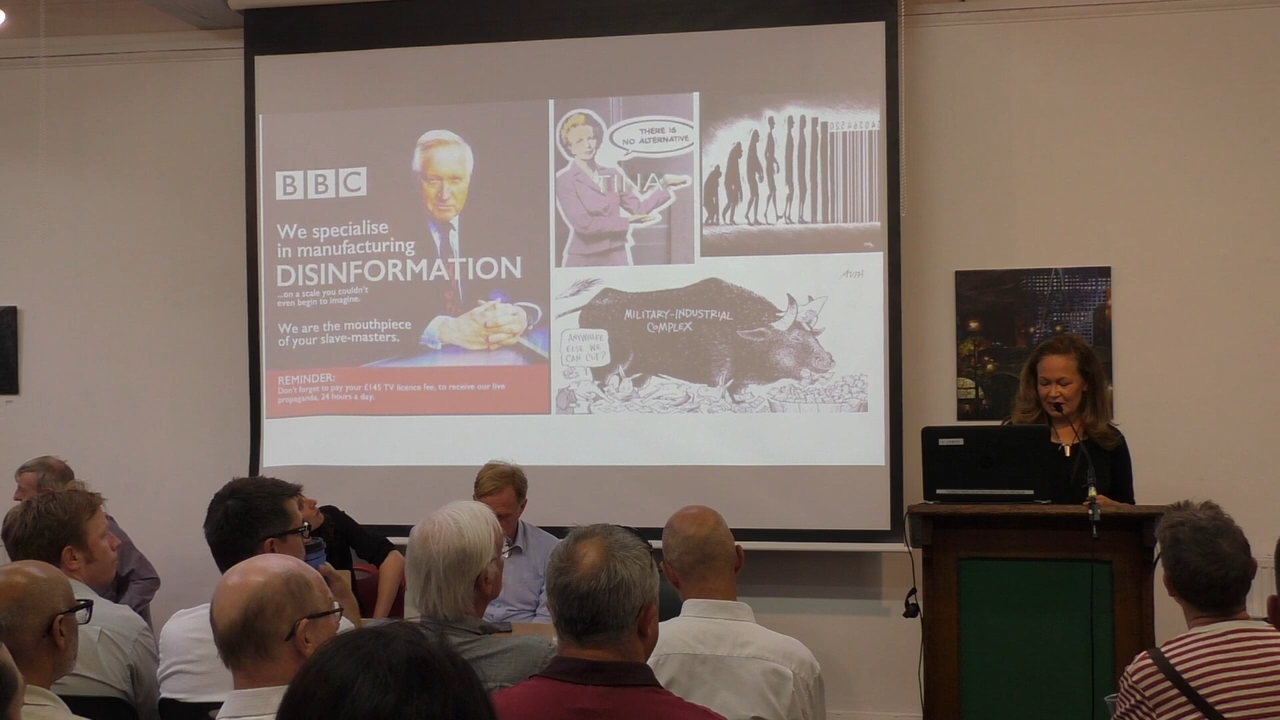 BBC
We specialise
in manufacturing
DISINFORMATION
...on a scale you couldn't
even begin to imagine.
We are the mouthpiece
of your slave-masters.
REMINDER:
Don't forget to pay your £145 TV licence fee, to receive our live
propaganda, 24 hours a day.
THERE IS
NO ALTERNATIVE
TINA
MILITARY-INDUSTRIAL
COMPLEX
ANYWHERE
ELSE WE
CAN CUT?